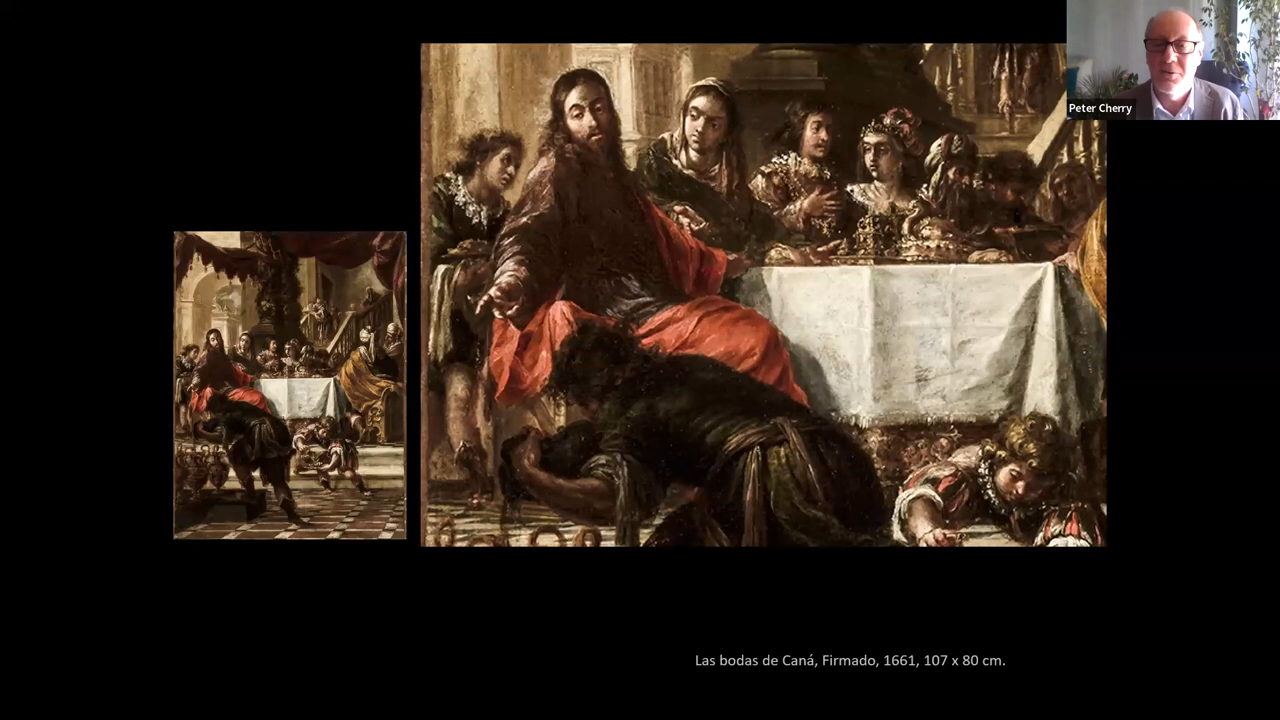 Peter Cherry
Las bodas de Caná, Firmado, 1661, 107 x 80 cm.